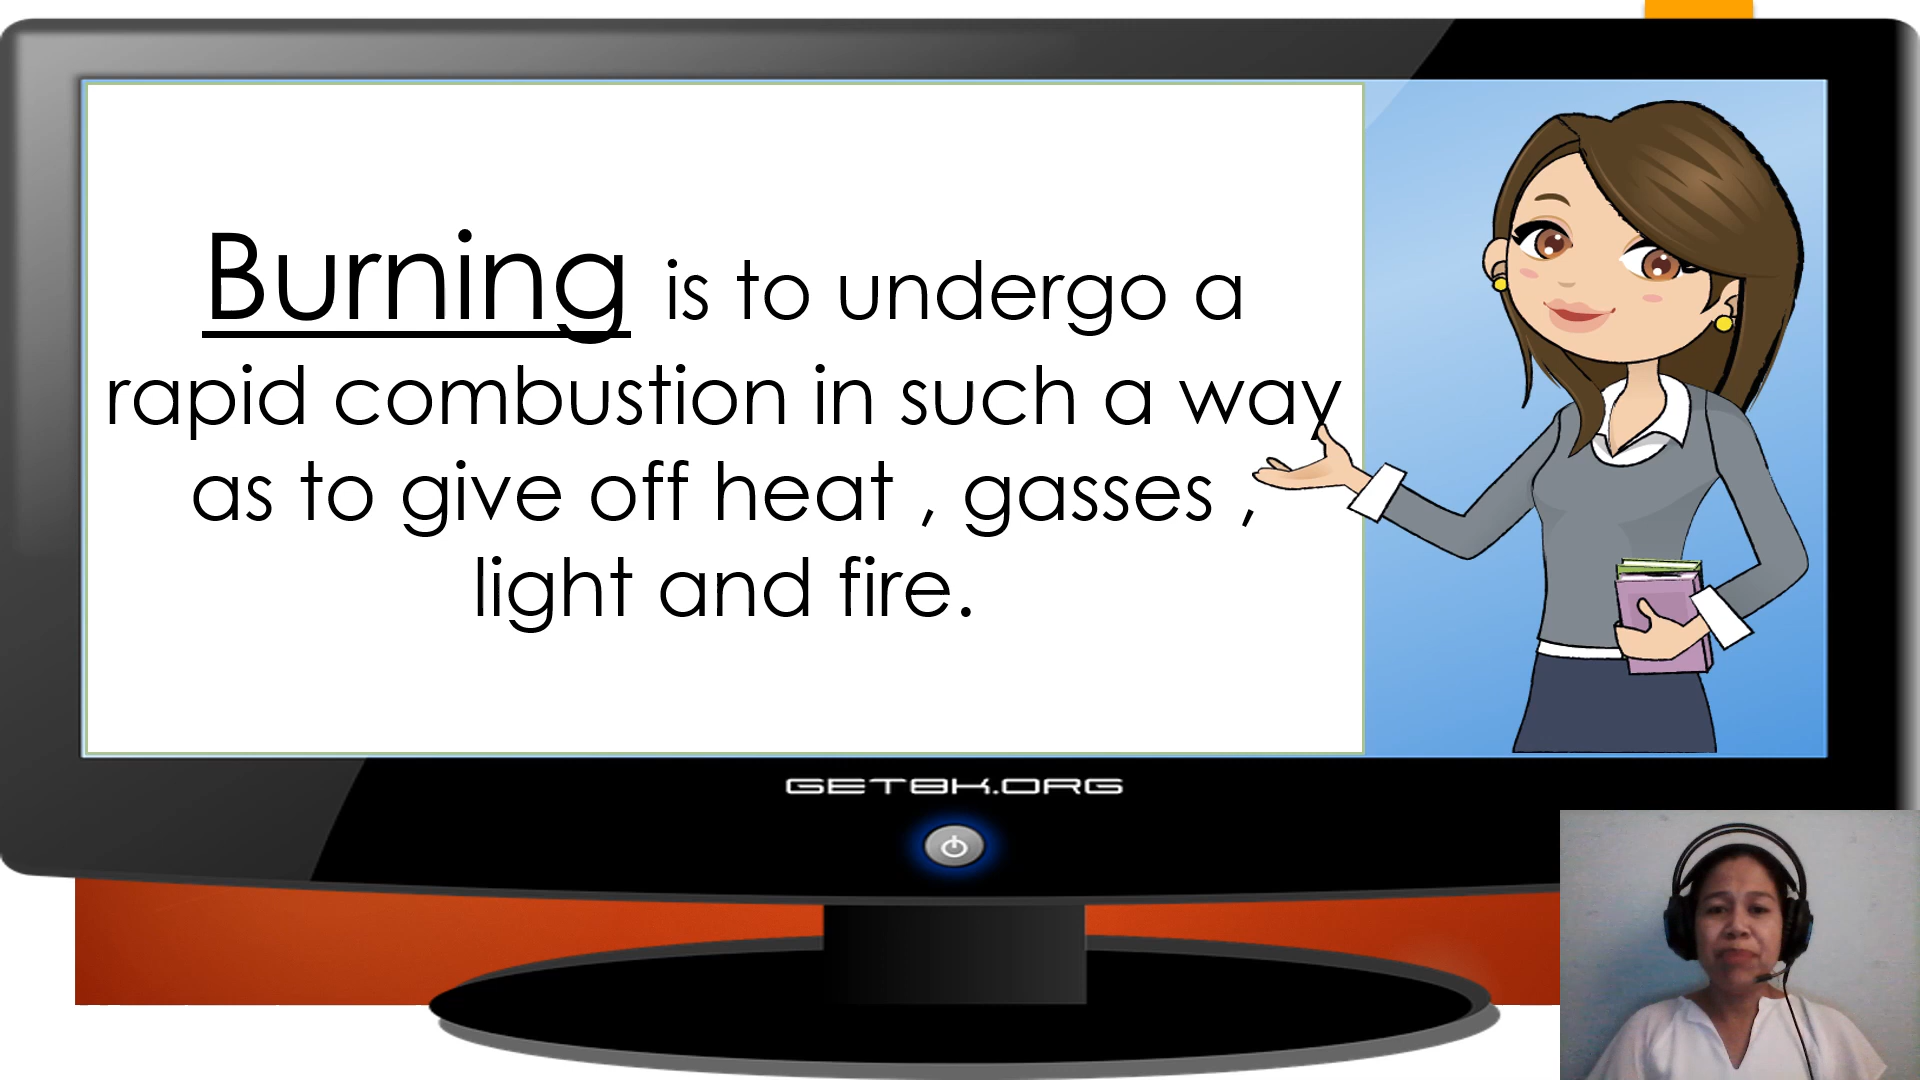 Burning is to undergo a
rapid combustion in such a way
as to give off heat , gasses ,
light and fire.
GET8K.ORG